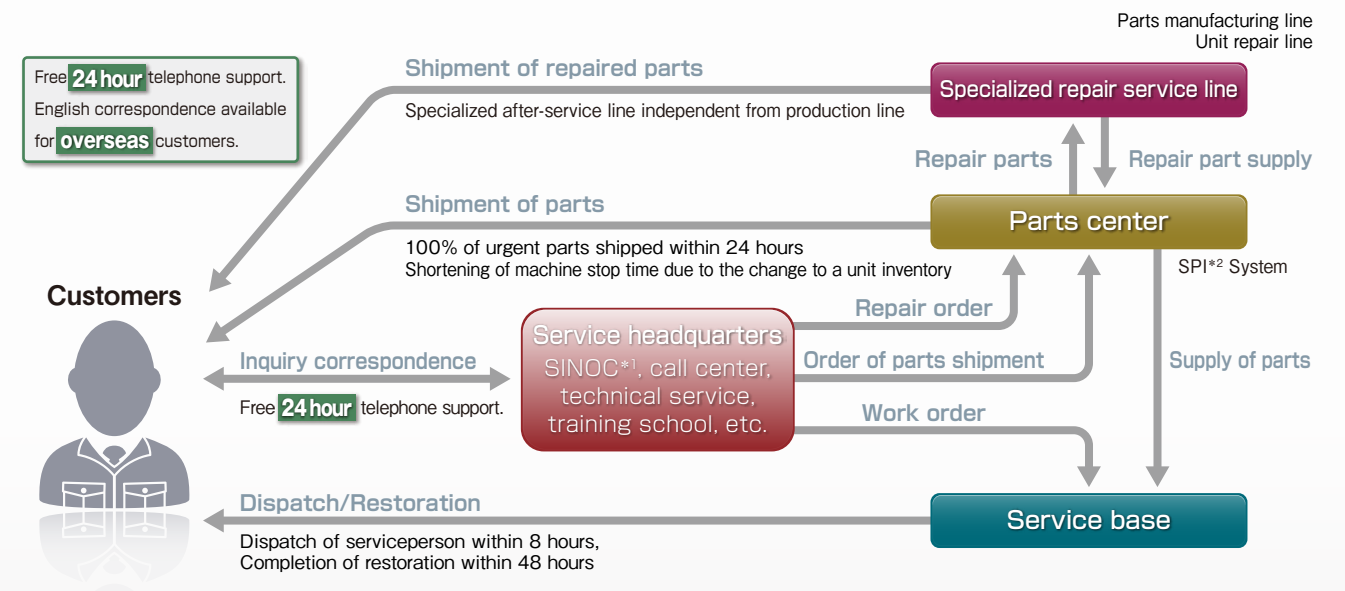 Parts manufacturing line
Unit repair line
Free 24 hour telephone support.
English correspondence available
for overseas customers.
Shipment of repaired parts
Specialized after-service line independent from production line
Specialized repair service line
Repair parts
Repair part supply
Shipment of parts
100% of urgent parts shipped within 24 hours
Shortening of machine stop time due to the change to a unit inventory
Parts center
SPI*2 System
Customers
Service headquarters
SINOC*1, call center,
technical service,
training school, etc.
Repair order
Inquiry correspondence
Free 24 hour telephone support.
Order of parts shipment
Supply of parts
Work order
Dispatch/Restoration
Dispatch of serviceperson within 8 hours,
Completion of restoration within 48 hours
Service base